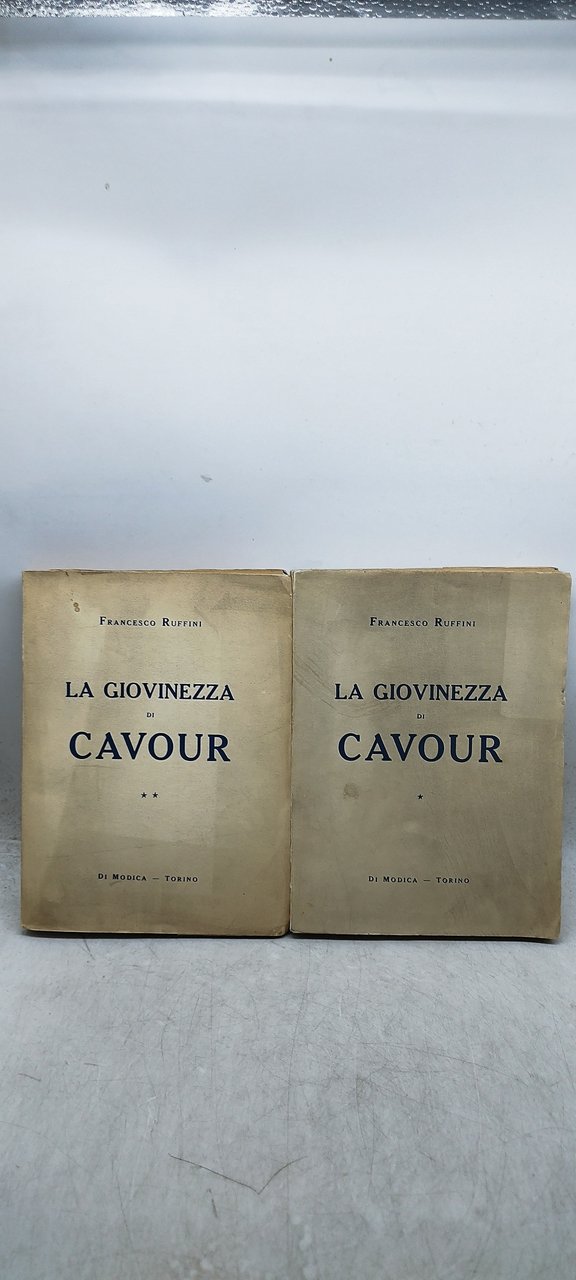 Francesco Ruffini
LA GIOVINEZZA
DI
CAVOUR
★ ★
Di Modica — Torino
Francesco Ruffini
LA GIOVINEZZA
DI
CAVOUR
★
Di Modica — Torino